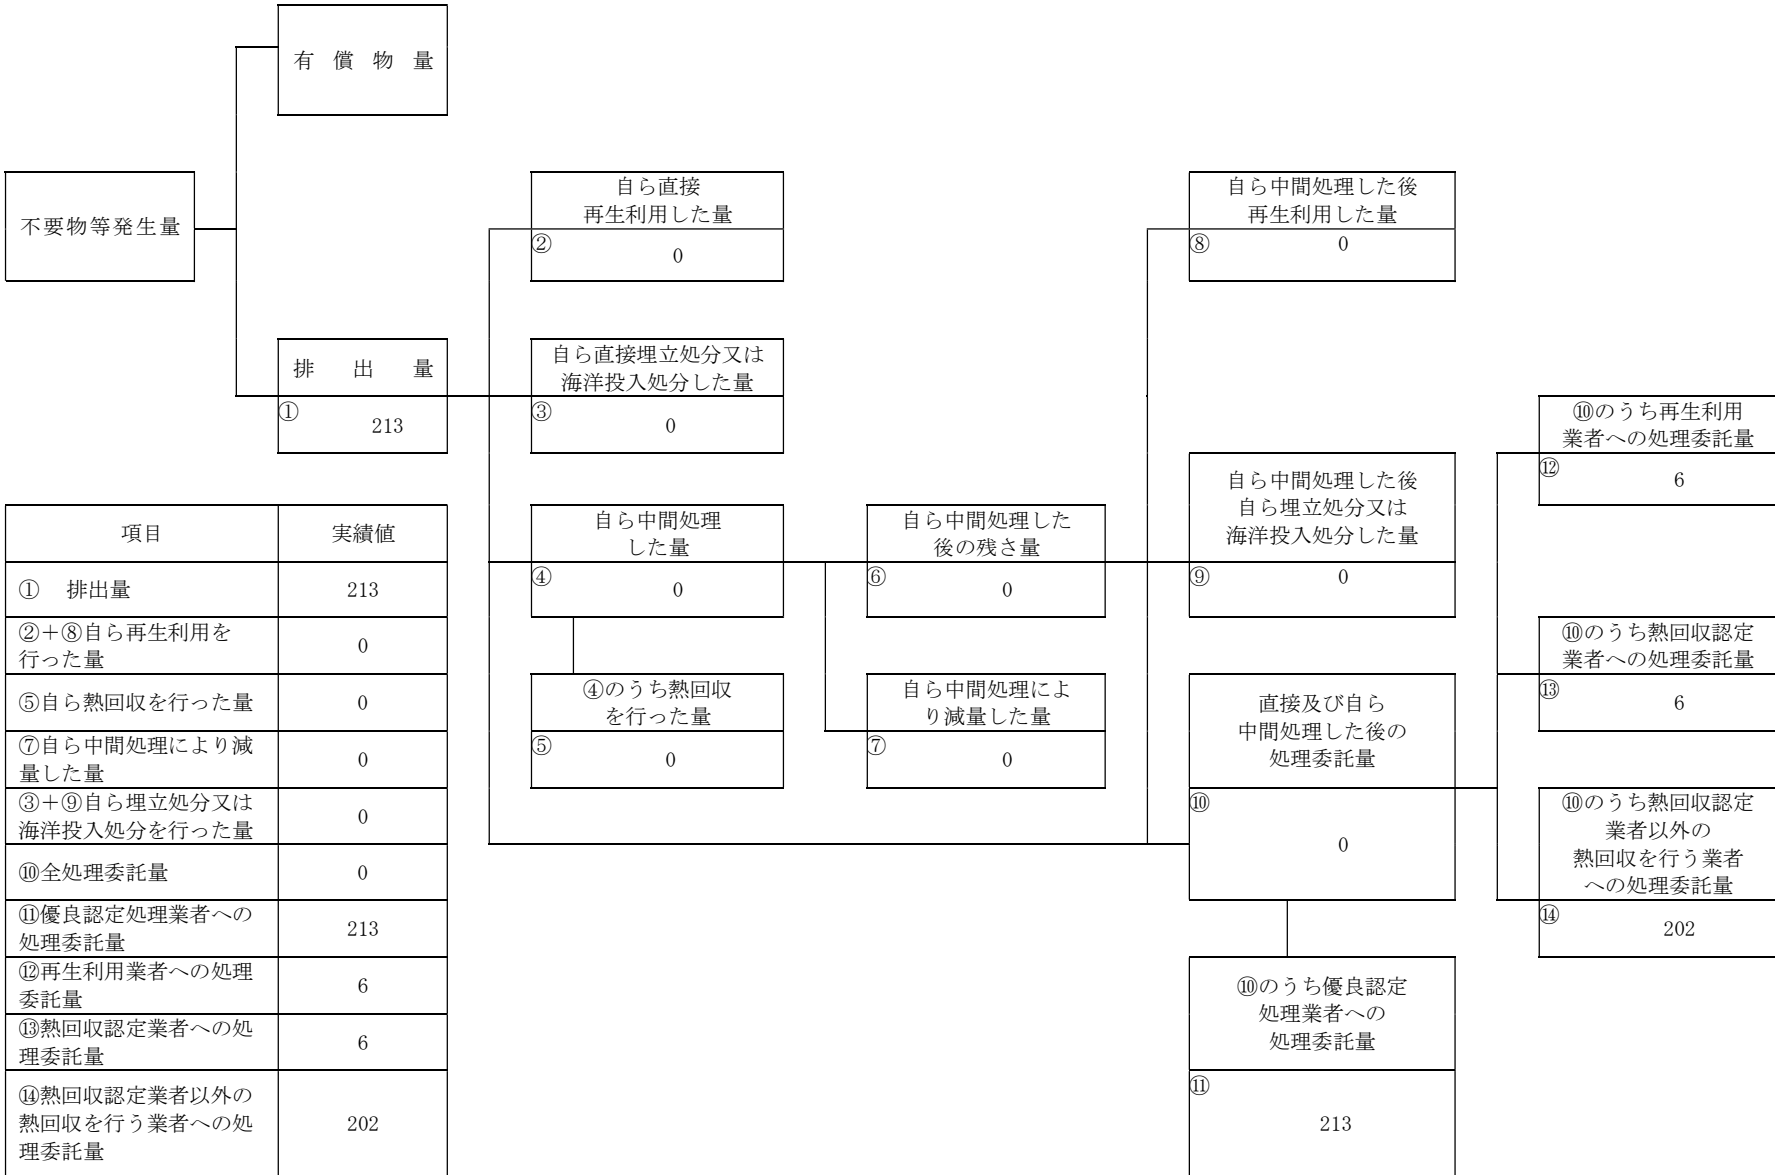 有 償 物 量
不要物等発生量
自ら直接
再生利用した量
② 0
自ら中間処理した後
再生利用した量
⑧ 0
排 出 量
① 213
自ら直接埋立処分又は
海洋投入処分した量
③ 0
⑩のうち再生利用
業者への処理委託量
⑫ 6
自ら中間処理
した量
④ 0
自ら中間処理した
後の残さ量
⑥ 0
自ら中間処理した後
自ら埋立処分又は
海洋投入処分した量
⑨ 0
⑩のうち熱回収認定
業者への処理委託量
⑬ 6
④のうち熱回収
を行った量
⑤ 0
自ら中間処理によ
り減量した量
⑦ 0
直接及び自ら
中間処理した後の
処理委託量
⑩ 0
⑩のうち熱回収認定
業者以外の
熱回収を行う業者
への処理委託量
⑭ 202
⑩のうち優良認定
処理業者への
処理委託量
⑪ 213
項目 実績値
① 排出量 213
②+⑧自ら再生利用を
行った量 0
⑤自ら熱回収を行った量 0
⑦自ら中間処理により減
量した量 0
③+⑨自ら埋立処分又は
海洋投入処分を行った量 0
⑩全処理委託量 0
⑪優良認定処理業者への
処理委託量 213
⑫再生利用業者への処理
委託量 6
⑬熱回収認定業者への処
理委託量 6
⑭熱回収認定業者以外の
熱回収を行う業者への処 202
理委託量